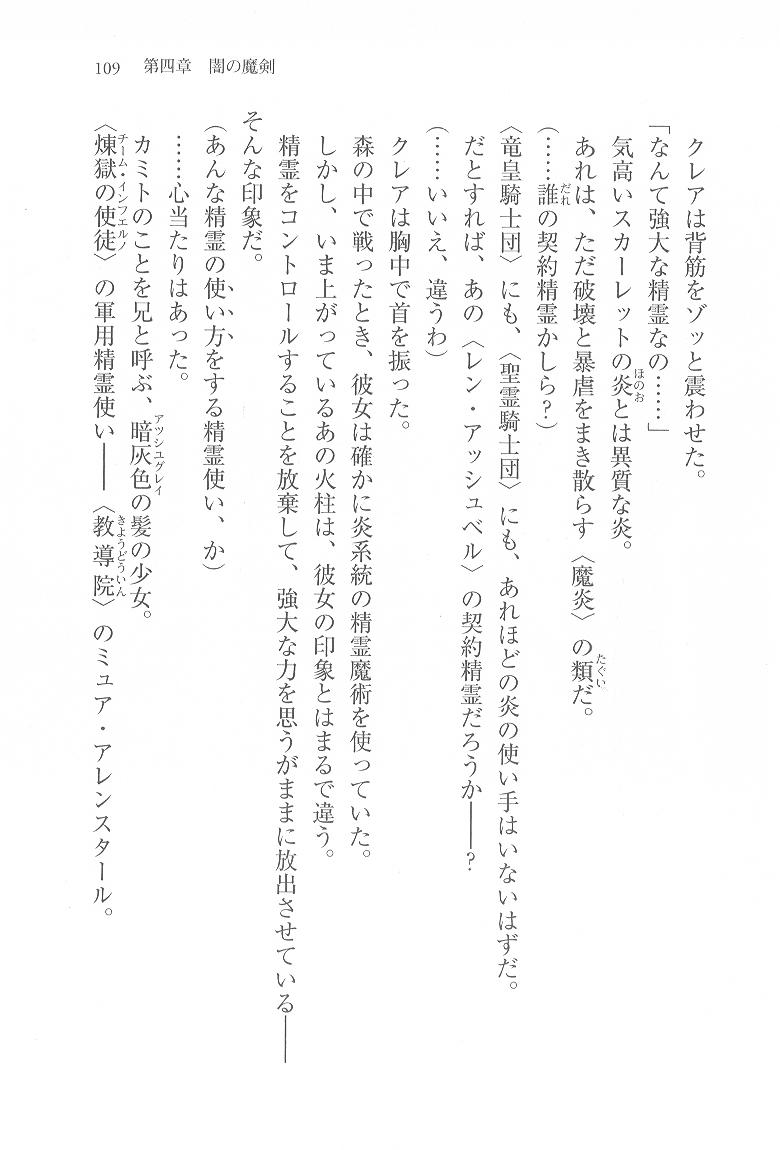 109　第四章　闇の魔剣
クレアは背筋をゾッと震わせた。
「なんて強大な精霊なの……」
気高いスカーレットの炎とは異質な炎。
あれは、ただ破壊と暴虐をまき散らす〈魔炎〉の類だ。
(……誰の契約精霊かしら？)
〈竜皇騎士団〉にも、〈聖霊騎士団〉にも、あれほどの炎の使い手はいないはずだ。
だとすれば、あの〈レン・アッシュベル〉の契約精霊だろうか――？
(……いいえ、違うわ)
クレアは胸中で首を振った。
森の中で戦ったとき、彼女は確かに炎系統の精霊魔術を使っていた。
しかし、いま上がっているあの火柱は、彼女の印象とはまるで違う。
精霊をコントロールすることを放棄して、強大な力を思うがままに放出させている――
そんな印象だ。
(あんな精霊の使い方をする精霊使い、か)
……心当たりはあった。
カミトのことを兄と呼ぶ、暗灰色の髪の少女。
〈煉獄の使徒〉の軍用精霊使い――〈教導院〉のミュア・アレンスタール。